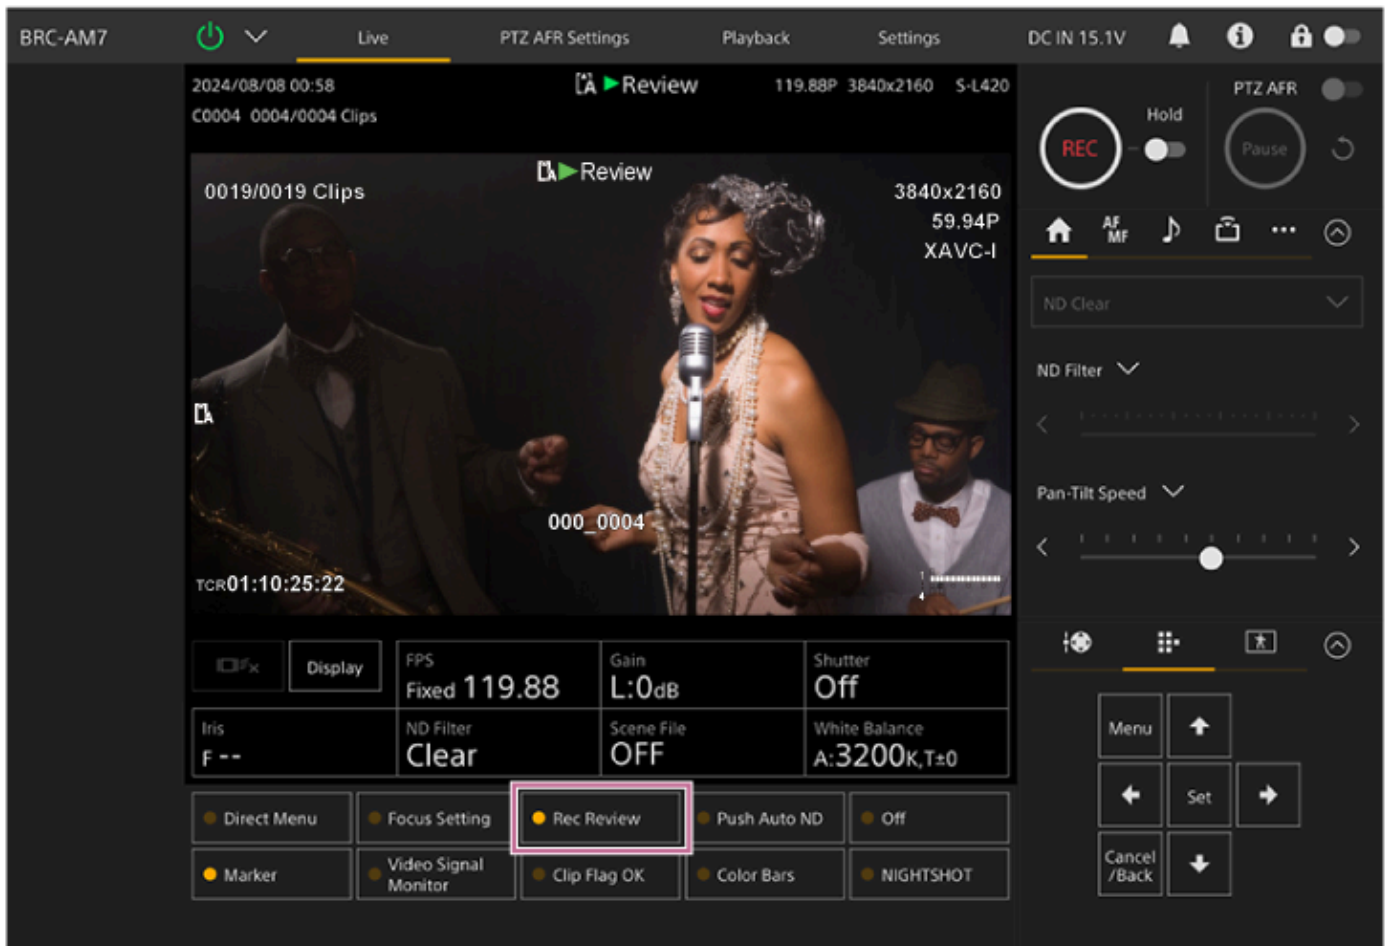 BRC-AM7
Live
PTZ AFR Settings
Playback
Settings
DC IN 15.1V
2024/08/08 00:58
A Review
119.88P 3840x2160 S-L420
C0004 0004/0004 Clips
A Review
0019/0019 Clips
3840x2160
59.94P
XAVC-I
A
000_0004
TCR01:10:25:22
1
4
Display
FPS
Fixed 119.88
Gain
L:0dB
Shutter
Off
Iris
F --
ND Filter
Clear
Scene File
OFF
White Balance
A:3200K,T±0
Direct Menu
Focus Setting
Rec Review
Push Auto ND
Off
Marker
Video Signal
Monitor
Clip Flag OK
Color Bars
NIGHTSHOT
PTZ AFR
Hold
REC
Pause
AF
MF
ND Clear
ND Filter
Pan-Tilt Speed
Menu
Set
Cancel
/Back